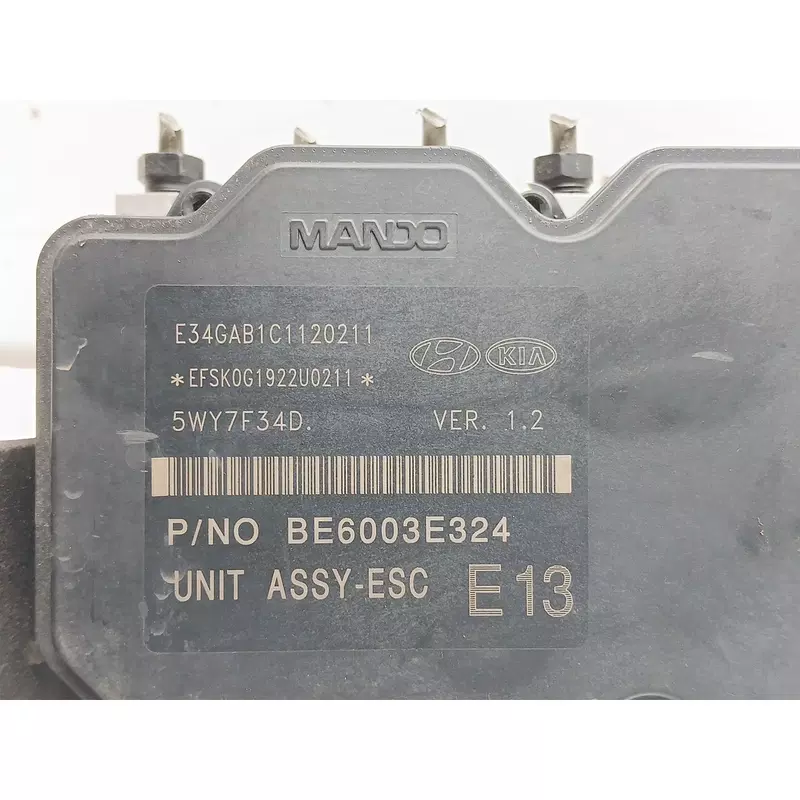 MANDO
E34GAB1C1120211
*EFSK0G1922U0211*
KIA
5WY7F34D. VER. 1.2
P/NO BE6003E324
UNIT ASSY-ESC E13